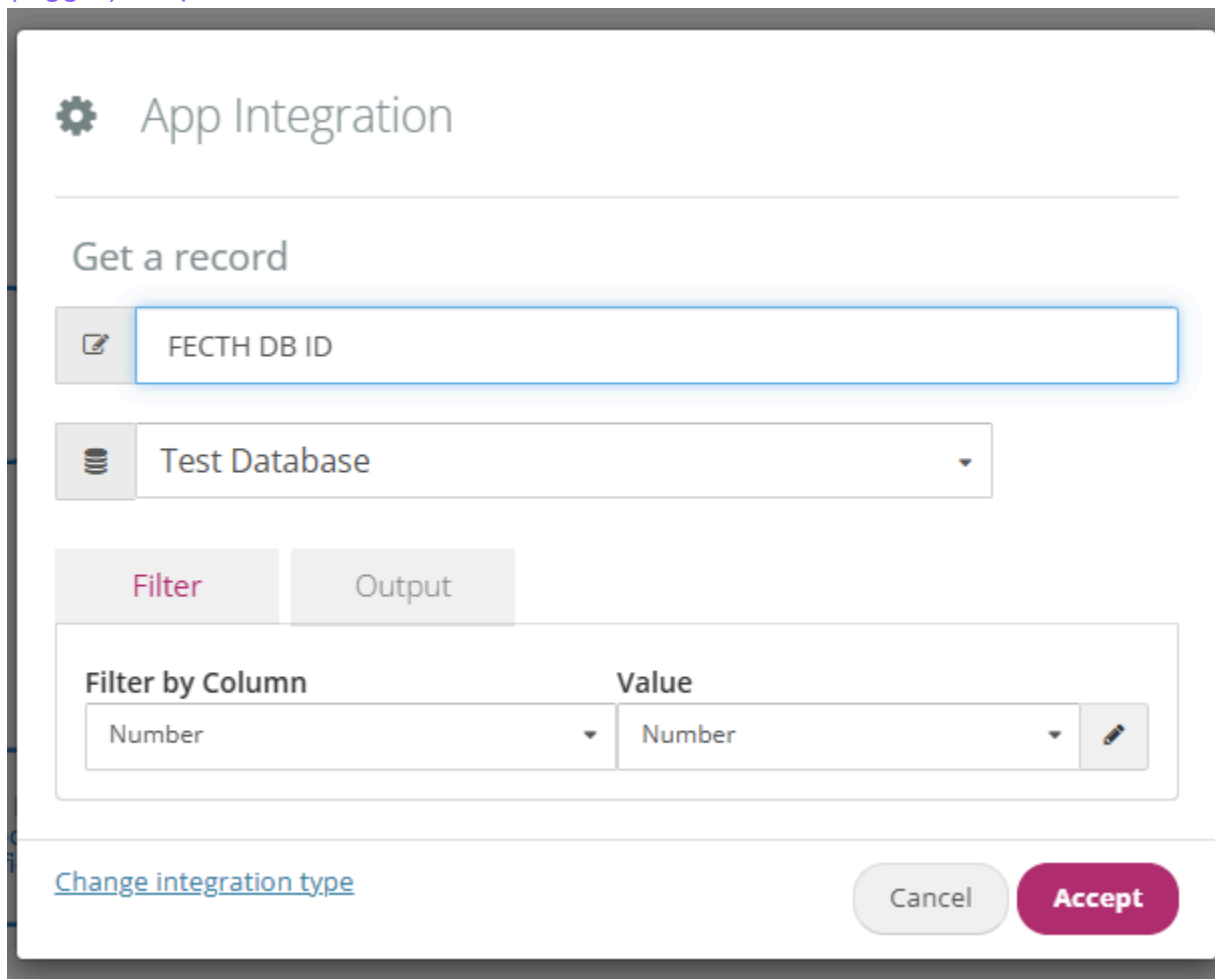 App Integration
Get a record
FECTH DB ID
Test Database
Filter Output
Filter by Column Value
Number Number
Change integration type Cancel Accept